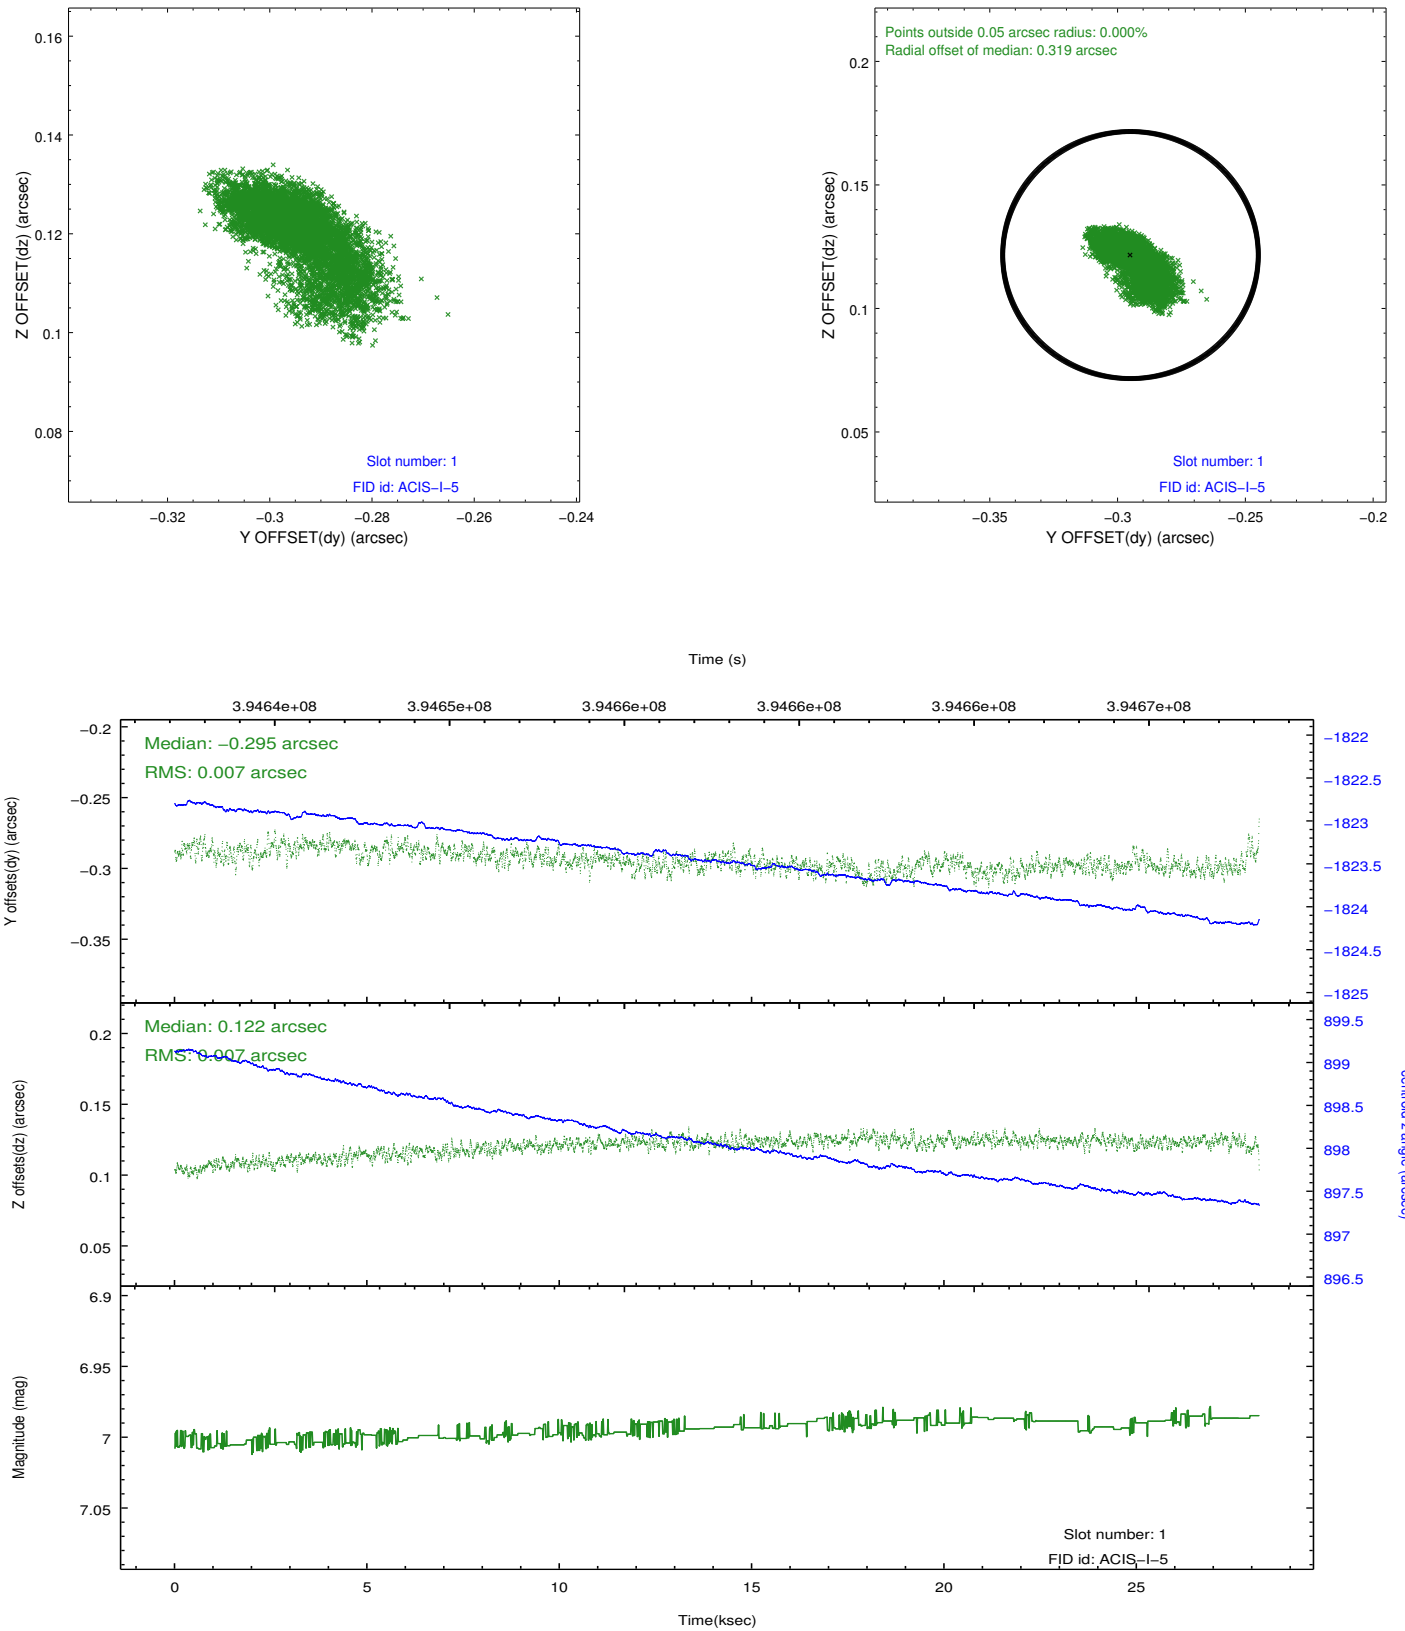 0.16
0.14
0.12
0.1
0.08
Z OFFSET(dz) (arcsec)
Slot number: 1
FID id: ACIS−I−5
−0.32
−0.3
−0.28
−0.26
−0.24
Y OFFSET(dy) (arcsec)
Points outside 0.05 arcsec radius: 0.000%
Radial offset of median: 0.319 arcsec
0.2
0.15
0.1
0.05
Z OFFSET(dz) (arcsec)
Slot number: 1
FID id: ACIS−I−5
−0.35
−0.3
−0.25
−0.2
Y OFFSET(dy) (arcsec)
Time (s)
3.9464e+08
3.9465e+08
3.9466e+08
3.9466e+08
3.9466e+08
3.9467e+08
Median: −0.295 arcsec
RMS: 0.007 arcsec
−0.2
−0.25
−0.3
−0.35
Y offsets(dy) (arcsec)
−1822
−1822.5
−1823
−1823.5
−1824
−1824.5
−1825
Median: 0.122 arcsec
RMS: 0.007 arcsec
0.2
0.15
0.1
0.05
Z offsets(dz) (arcsec)
899.5
899
898.5
898
897.5
897
896.5
Z angle (arcsec)
6.9
6.95
7
7.05
Magnitude (mag)
Slot number: 1
FID id: ACIS−I−5
0
5
10
15
20
25
Time(ksec)